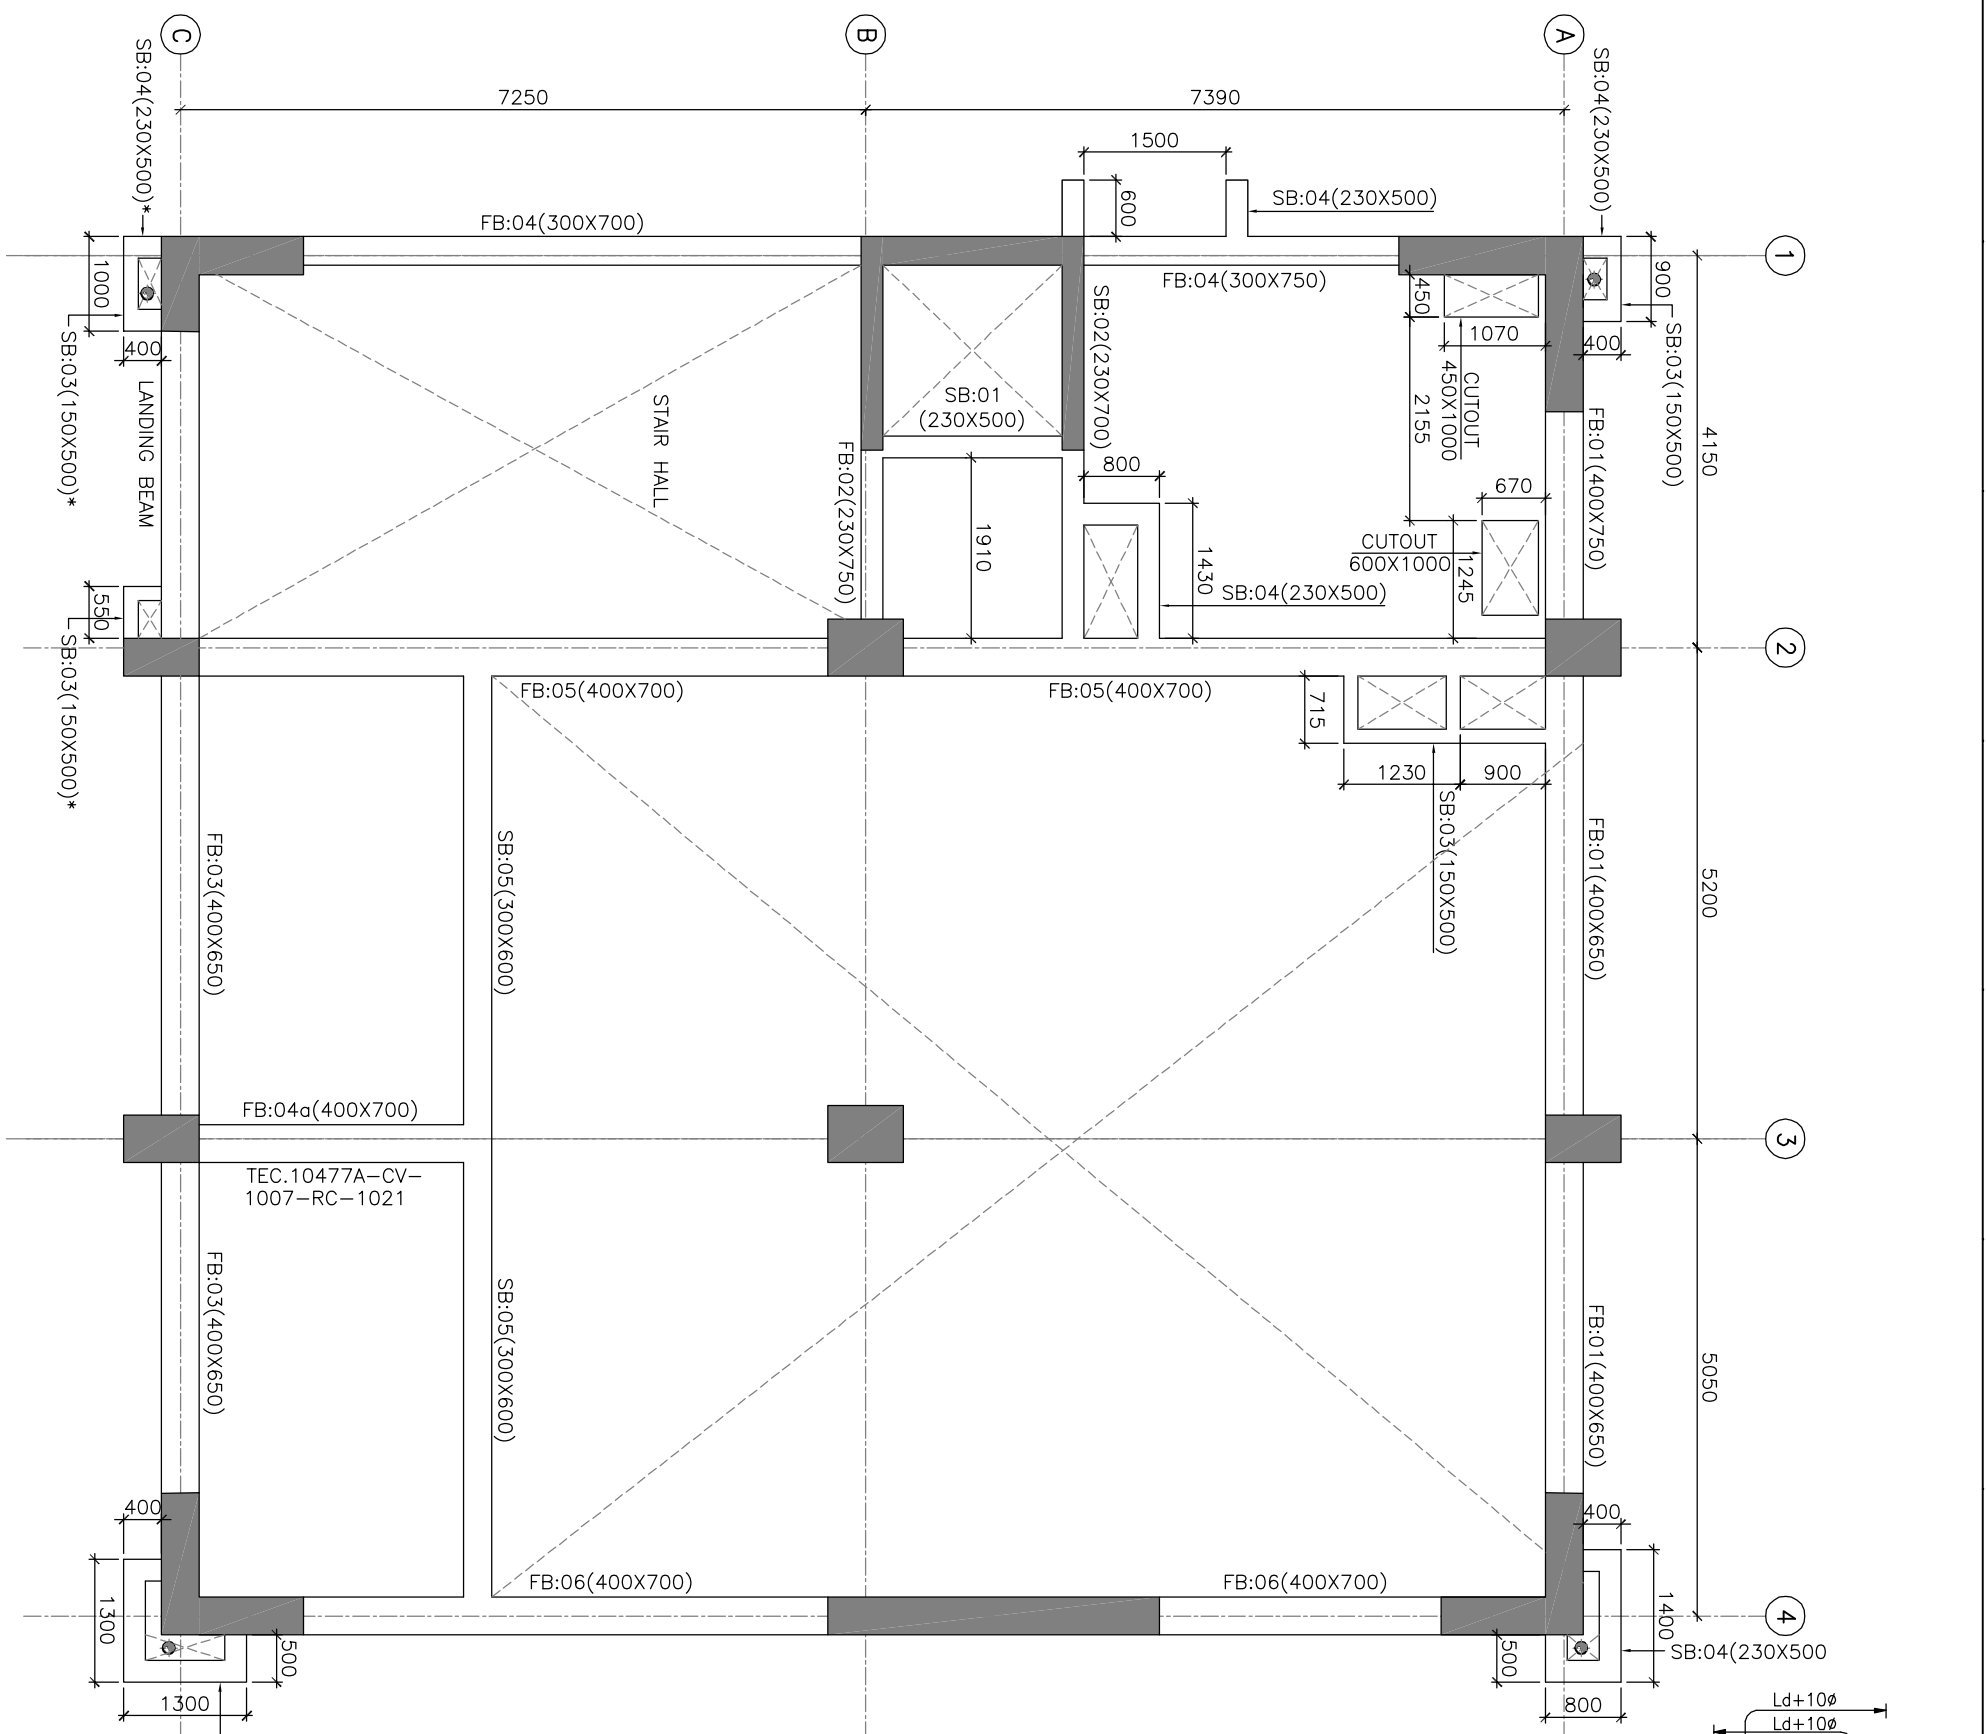 C
B
A
SB:04(230X500)*
SB:04(230X500)
7250
7390
1500
600
SB:04(230X500)
FB:04(300X700)
1
1000
900
FB:04(300X750)
450
1070
400
400
SB:03(150X500)*
SB:03(150X500)
LANDING BEAM
STAIR HALL
SB:01
(230X500)
SB:02(230X700)
CUTOUT
450X1000
2155
FB:01(400X750)
4150
FB:02(230X750)
800
670
1910
1430
CUTOUT
600X1000
1245
SB:04(230X500)
550
SB:03(150X500)*
2
FB:05(400X700)
FB:05(400X700)
715
1230
900
SB:03(150X500)
FB:03(400X650)
SB:05(300X600)
FB:01(400X650)
5200
FB:04a(400X700)
3
TEC.10477A-CV-
1007-RC-1021
FB:03(400X650)
SB:05(300X600)
FB:01(400X650)
5050
400
400
FB:06(400X700)
FB:06(400X700)
1300
1400
4
500
500
SB:04(230X500
1300
800
Ld+10ø
Ld+10ø